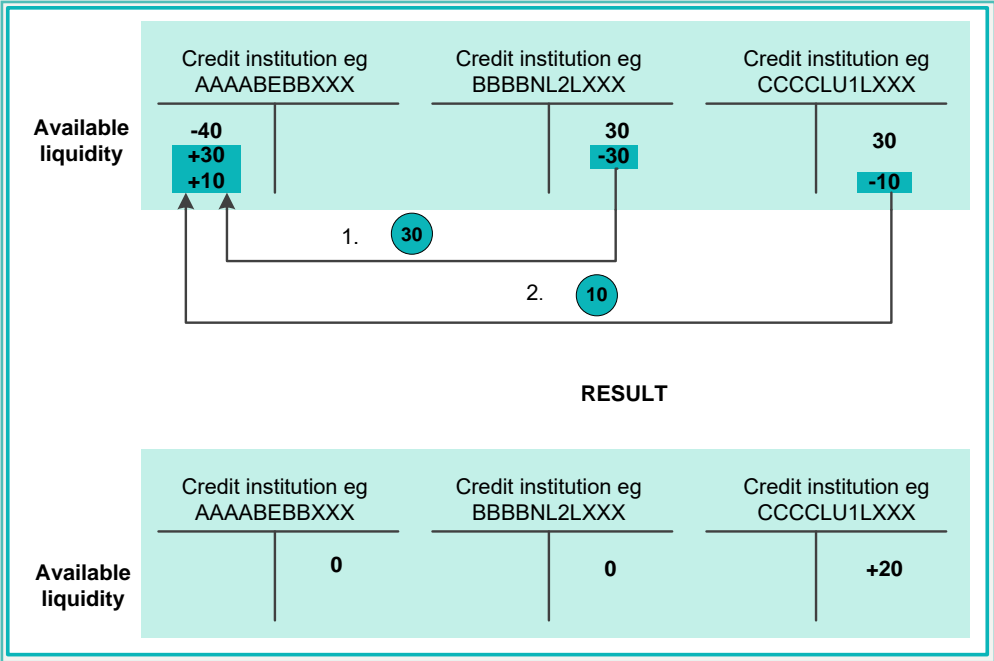 Credit institution eg
AAAABEBBXXX
Credit institution eg
BBBBNL2LXXX
Credit institution eg
CCCCLU1LXXX
Available
liquidity
-40
+30
+10
30
-30
30
-10
1. 30
2. 10
RESULT
Credit institution eg
AAAABEBBXXX
Credit institution eg
BBBBNL2LXXX
Credit institution eg
CCCCLU1LXXX
Available
liquidity
0
0
+20